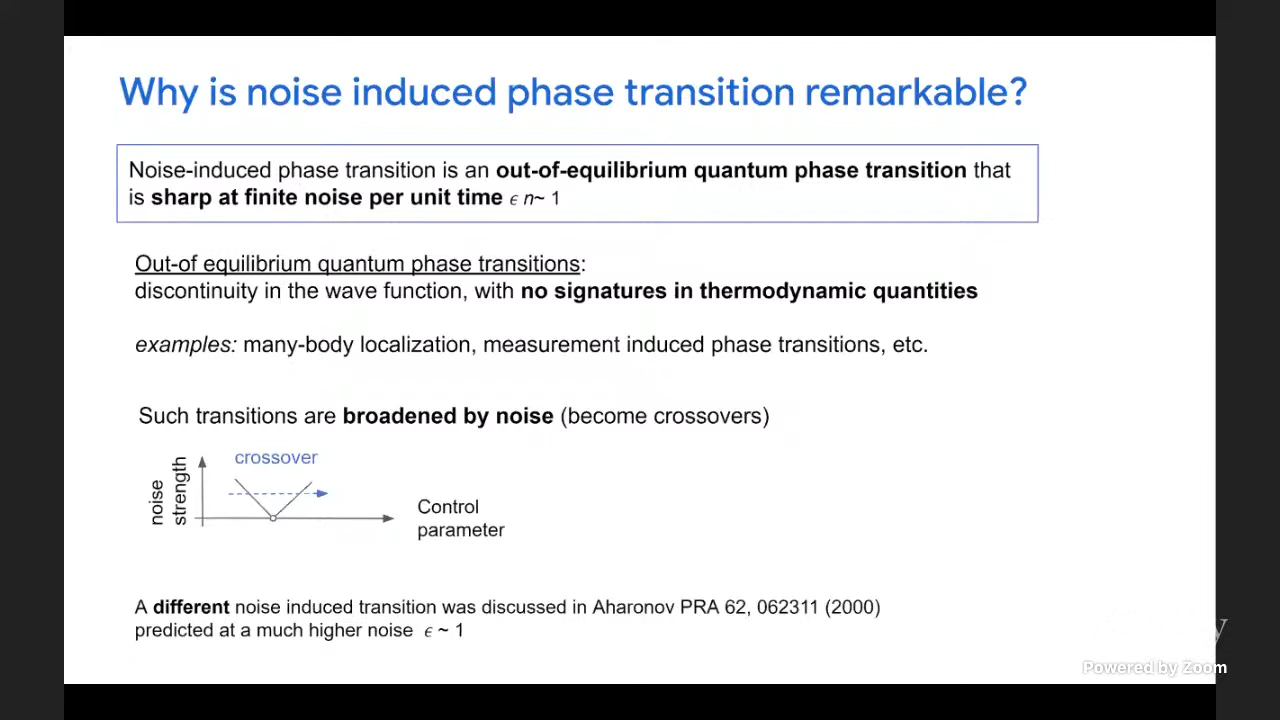 Why is noise induced phase transition remarkable?
Noise-induced phase transition is an out-of-equilibrium quantum phase transition that
is sharp at finite noise per unit time ϵ n~ 1
Out-of equilibrium quantum phase transitions:
discontinuity in the wave function, with no signatures in thermodynamic quantities
examples: many-body localization, measurement induced phase transitions, etc.
Such transitions are broadened by noise (become crossovers)
crossover
noise
strength
Control
parameter
A different noise induced transition was discussed in Aharonov PRA 62, 062311 (2000)
predicted at a much higher noise ϵ ~ 1
Powered by Zoom